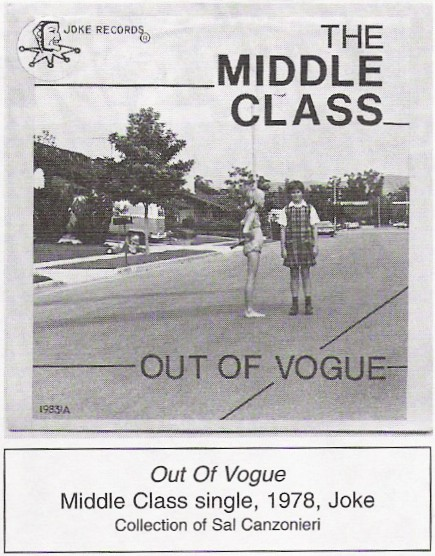 JOKE RECORDS
®
THE
MIDDLE
CLASS
OUT OF VOGUE
Out Of Vogue
Middle Class single, 1978, Joke
Collection of Sal Canzonieri